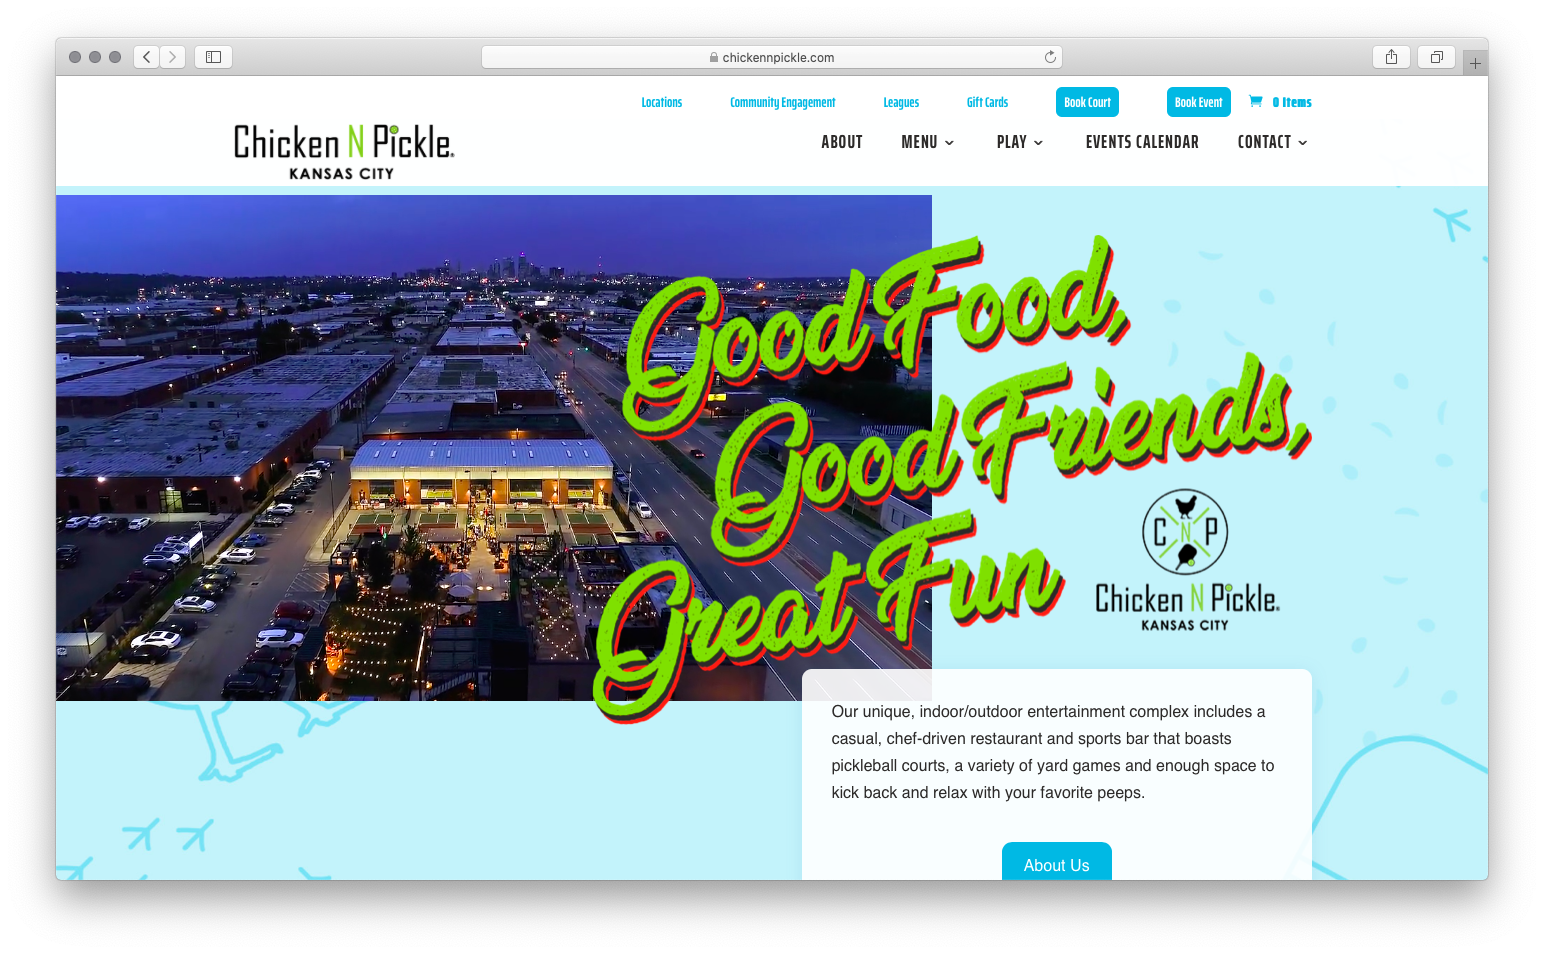 chickennpickle.com
Locations Community Engagement Leagues Gift Cards Book Court Book Event 0 Items
Chicken N Pickle.
KANSAS CITY
ABOUT MENU PLAY EVENTS CALENDAR CONTACT
Good Food,
Good Friends,
Great Fun
C N P
Chicken N Pickle.
KANSAS CITY
Our unique, indoor/outdoor entertainment complex includes a
casual, chef-driven restaurant and sports bar that boasts
pickleball courts, a variety of yard games and enough space to
kick back and relax with your favorite peeps.
About Us